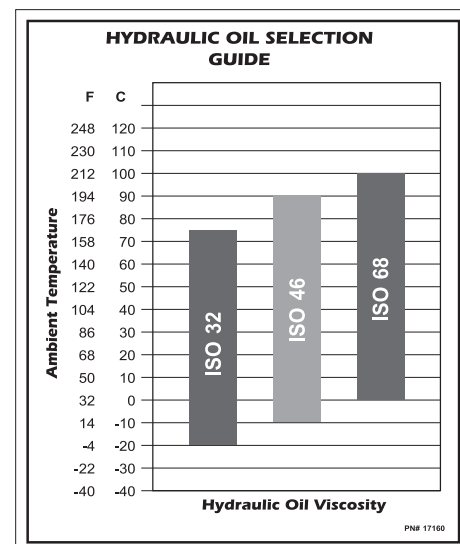 HYDRAULIC OIL SELECTION
GUIDE
F C
248 120
230 110
212 100
194 90
176 80
158 70
140 60
122 50
104 40
86 30
68 20
50 10
32 0
14 -10
-4 -20
-22 -30
-40 -40
Ambient Temperature
ISO 32
ISO 46
ISO 68
Hydraulic Oil Viscosity
PN# 17160